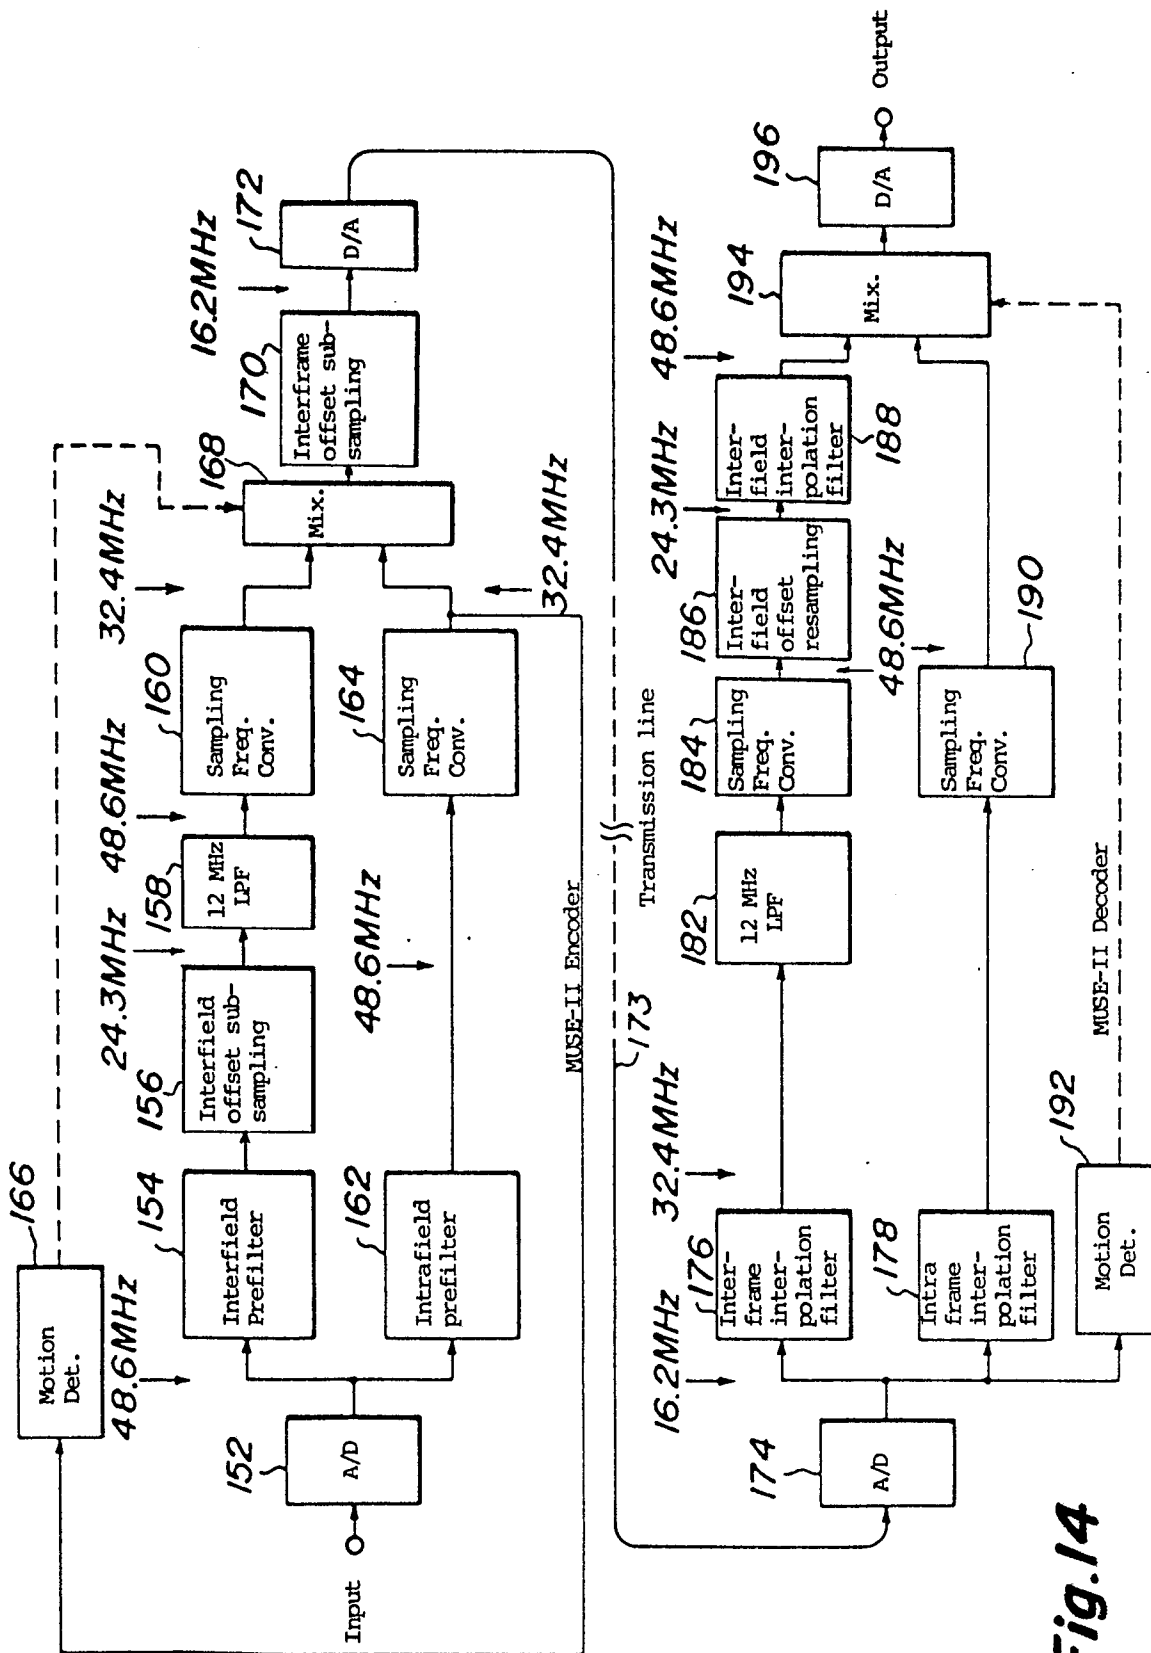 166
Motion
Det.
48.6MHz
154
Interfield
Prefilter
156
Interfield
offset sub-
sampling
24.3MHz
158
12 MHz
LPF
48.6MHz
160
Sampling
Freq.
Conv.
32.4MHz
168
Mix.
170
Interframe
offset sub-
sampling
16.2MHz
172
D/A
Input
152
A/D
162
Intrafield
prefilter
48.6MHz
164
Sampling
Freq.
Conv.
32.4MHz
MUSE-II Encoder
173
Transmission line
174
A/D
16.2MHz
176
Inter-
frame
inter-
polation
filter
32.4MHz
182
12 MHz
LPF
184
Sampling
Freq.
Conv.
48.6MHz
186
Inter-
field
offset
resampling
24.3MHz
188
Inter-
field
inter-
polation
filter
48.6MHz
194
Mix.
196
D/A
Output
178
Intra
frame
inter-
polation
filter
190
Sampling
Freq.
Conv.
192
Motion
Det.
MUSE-II Decoder
Fig.14